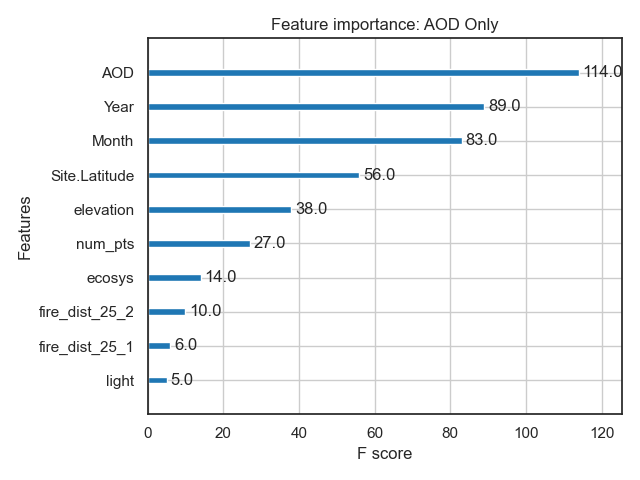 Feature importance: AOD Only
Features
AOD 114.0
Year 89.0
Month 83.0
Site.Latitude 56.0
elevation 38.0
num_pts 27.0
ecosys 14.0
fire_dist_25_2 10.0
fire_dist_25_1 6.0
light 5.0
0 20 40 60 80 100 120
F score